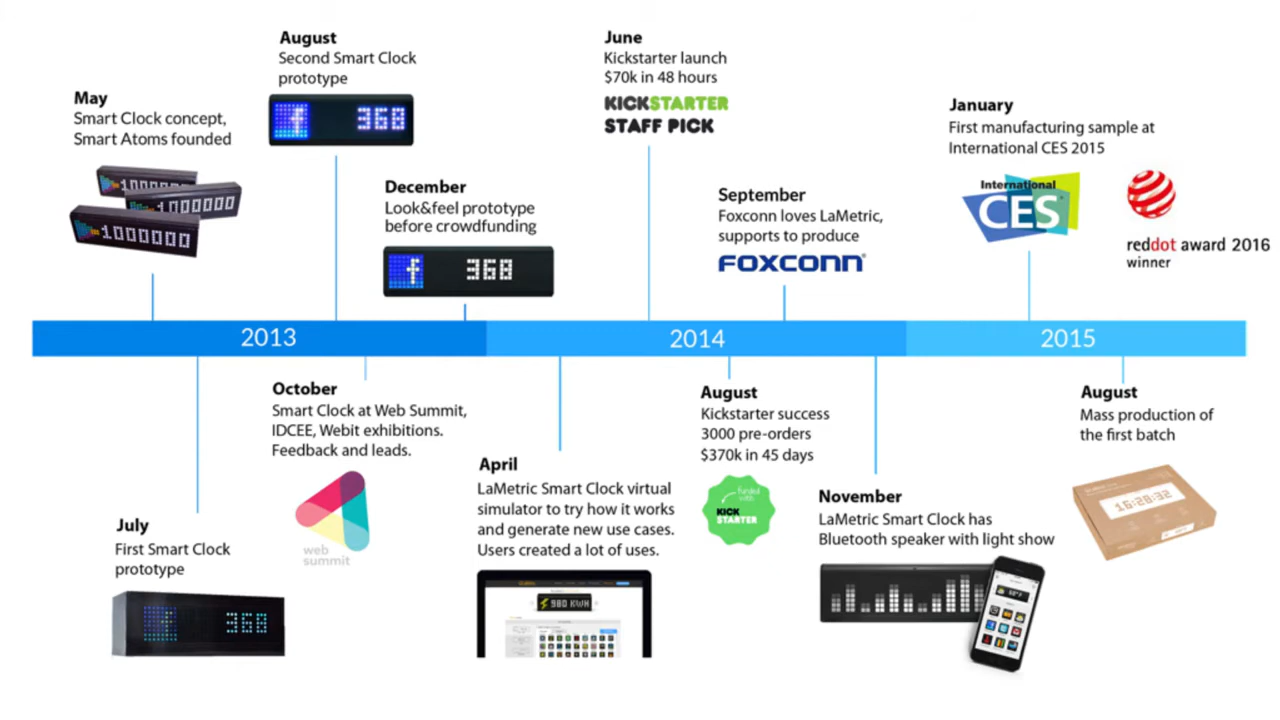 May
Smart Clock concept,
Smart Atoms founded
1000000
1000000
1000000
August
Second Smart Clock
prototype
f 368
December
Look&feel prototype
before crowdfunding
f 368
June
Kickstarter launch
$70k in 48 hours
KICKSTARTER
STAFF PICK
September
Foxconn loves LaMetric,
supports to produce
FOXCONN
January
First manufacturing sample at
International CES 2015
International
CES
reddot award 2016
winner
2013
2014
2015
July
First Smart Clock
prototype
f 368
October
Smart Clock at Web Summit,
IDCEE, Webit exhibitions.
Feedback and leads.
web
summit
April
LaMetric Smart Clock virtual
simulator to try how it works
and generate new use cases.
Users created a lot of uses.
980 KWH
August
Kickstarter success
3000 pre-orders
$370k in 45 days
funded
with
KICK
STARTER
November
LaMetric Smart Clock has
Bluetooth speaker with light show
August
Mass production of
the first batch
16:28:32